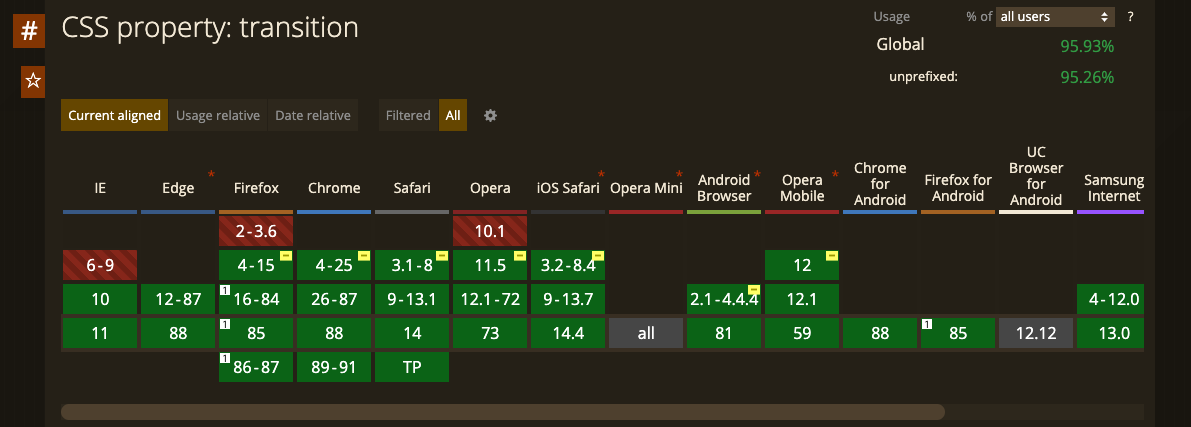 #
CSS property: transition
Usage % of all users ?
Global 95.93%
unprefixed: 95.26%
☆
Current aligned Usage relative Date relative Filtered All
IE Edge * Firefox Chrome Safari Opera iOS Safari * Opera Mini * Android Browser * Opera Mobile * Chrome for Android Firefox for Android UC Browser for Android Samsung Internet
2-3.6 10.1
6-9 4-15 4-25 3.1-8 11.5 3.2-8.4 12
10 12-87 1 16-84 26-87 9-13.1 12.1-72 9-13.7 2.1-4.4.4 12.1 4-12.0
11 88 1 85 88 14 73 14.4 all 81 59 88 1 85 12.12 13.0
1 86-87 89-91 TP